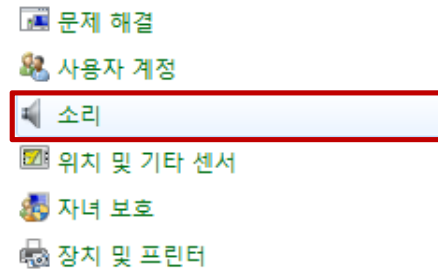 문제 해결
사용자 계정
소리
위치 및 기타 센서
자녀 보호
장치 및 프린터